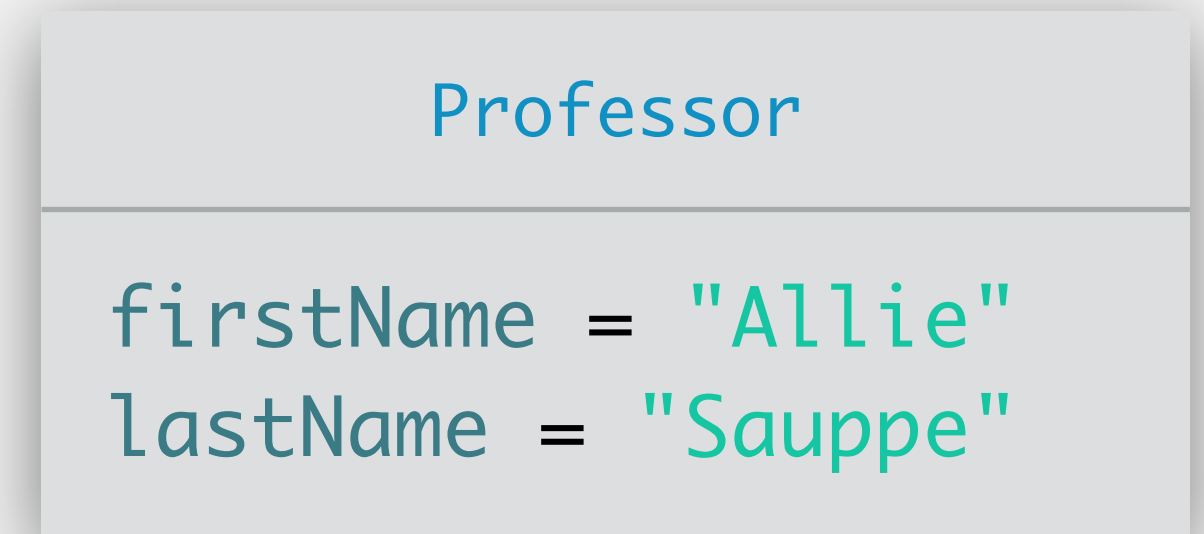 Professor
firstName = "Allie"
lastName = "Sauppe"